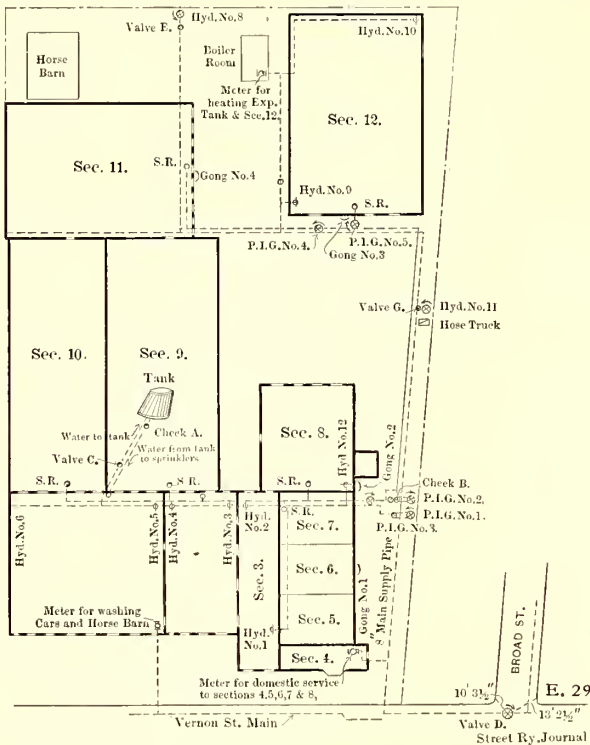 Hyd.No.8
Valve E.
Hyd.No.10
Boiler
Room
Horse
Barn
Meter for
heating Exp.
Tank & Sec.12.
Sec. 12.
Sec. 11.
S.R.
Gong No.4
Hyd.No.9
S.R.
P.I.G.No.4.
P.I.G.No.5.
Gong No.3
Valve G.
Hyd.No.11
Hose Truck
Sec. 10.
Sec. 9.
Tank
Water to tank
Check A.
Water from tank
to sprinklers
Valve C.
Sec. 8.
Hyd No.12
Gong No.2
S.R.
S.R.
S.R.
Check B.
P.I.G.No.2.
P.I.G.No.1.
P.I.G.No.3.
Hyd.No.6
Hyd.No.5
Hyd.No.4
Hyd.No.3
Hyd.
No.2
S.R.
Sec. 7.
Sec. 3.
Sec. 6.
Sec. 5.
Gong No.1
8" Main Supply Pipe
Meter for washing
Cars and Horse Barn
Hyd.
No.1
Sec. 4.
Meter for domestic service
to sections 4,5,6,7 & 8,
BROAD ST.
10' 3½"
E. 29
13' 2½"
Vernon St. Main
Valve D.
Street Ry. Journal